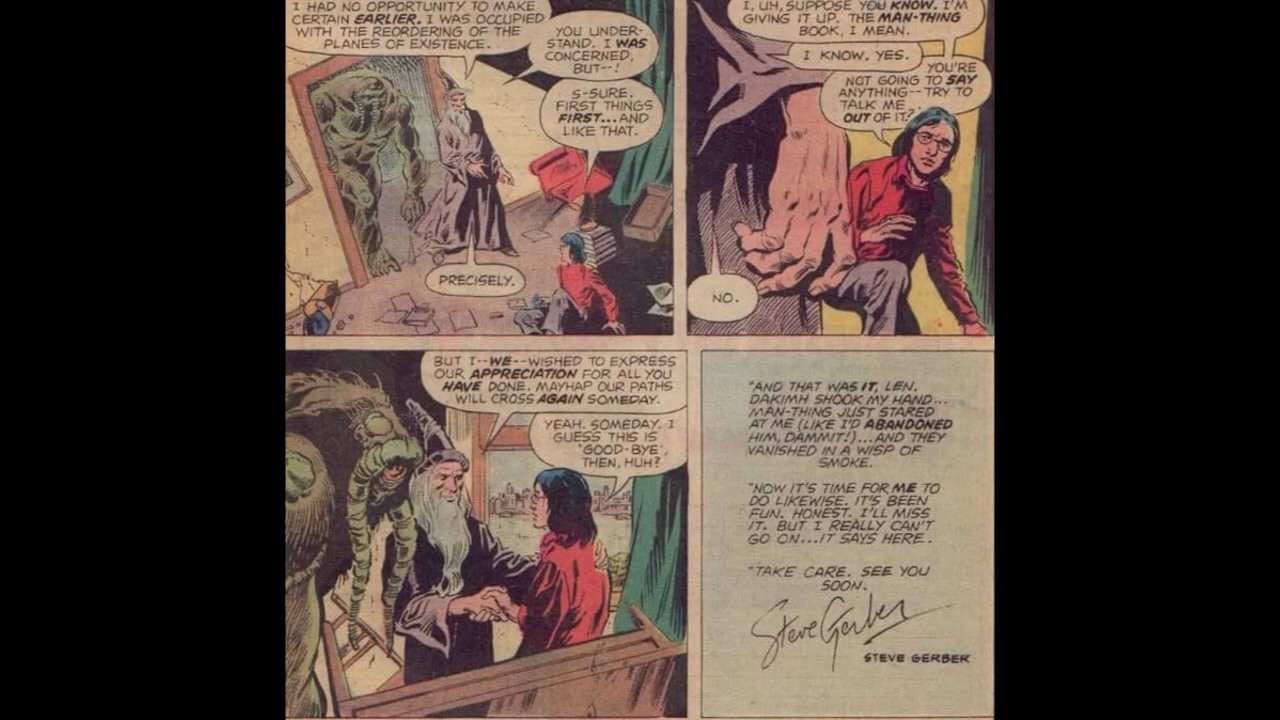 I HAD NO OPPORTUNITY TO MAKE
CERTAIN EARLIER. I WAS OCCUPIED
WITH THE REORDERING OF THE
PLANES OF EXISTENCE.
YOU UNDER-
STAND. I WAS
CONCERNED,
BUT--!
S-SURE.
FIRST THINGS
FIRST...AND
LIKE THAT.
PRECISELY.
I, UH, SUPPOSE YOU KNOW. I'M
GIVING IT UP. THE MAN-THING
BOOK, I MEAN.
I KNOW. YES.
YOU'RE
NOT GOING TO SAY
ANYTHING--TRY TO
TALK ME
OUT OF IT?
NO.
BUT I--WE--WISHED TO EXPRESS
OUR APPRECIATION FOR ALL YOU
HAVE DONE. MAYHAP OUR PATHS
WILL CROSS AGAIN SOMEDAY.
YEAH. SOMEDAY. I
GUESS THIS IS
'GOOD-BYE',
THEN, HUH?
"AND THAT WAS IT, LEN.
DAKIMH SHOOK MY HAND...
MAN-THING JUST STARED
AT ME (LIKE I'D ABANDONED
HIM, DAMMIT!)...AND THEY
VANISHED IN A WISP OF
SMOKE.
"NOW IT'S TIME FOR ME TO
DO LIKEWISE. IT'S BEEN
FUN. HONEST. I'LL MISS
IT. BUT I REALLY CAN'T
GO ON...IT SAYS HERE.
"TAKE CARE. SEE YOU
SOON.
Steve Gerber
STEVE GERBER